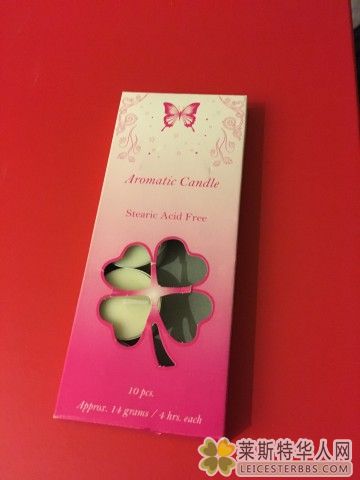 Aromatic Candle
Stearic Acid Free
10 pcs.
Approx. 14 grams / 4 hrs. each
莱斯特华人网
LEICESTERBBS.COM